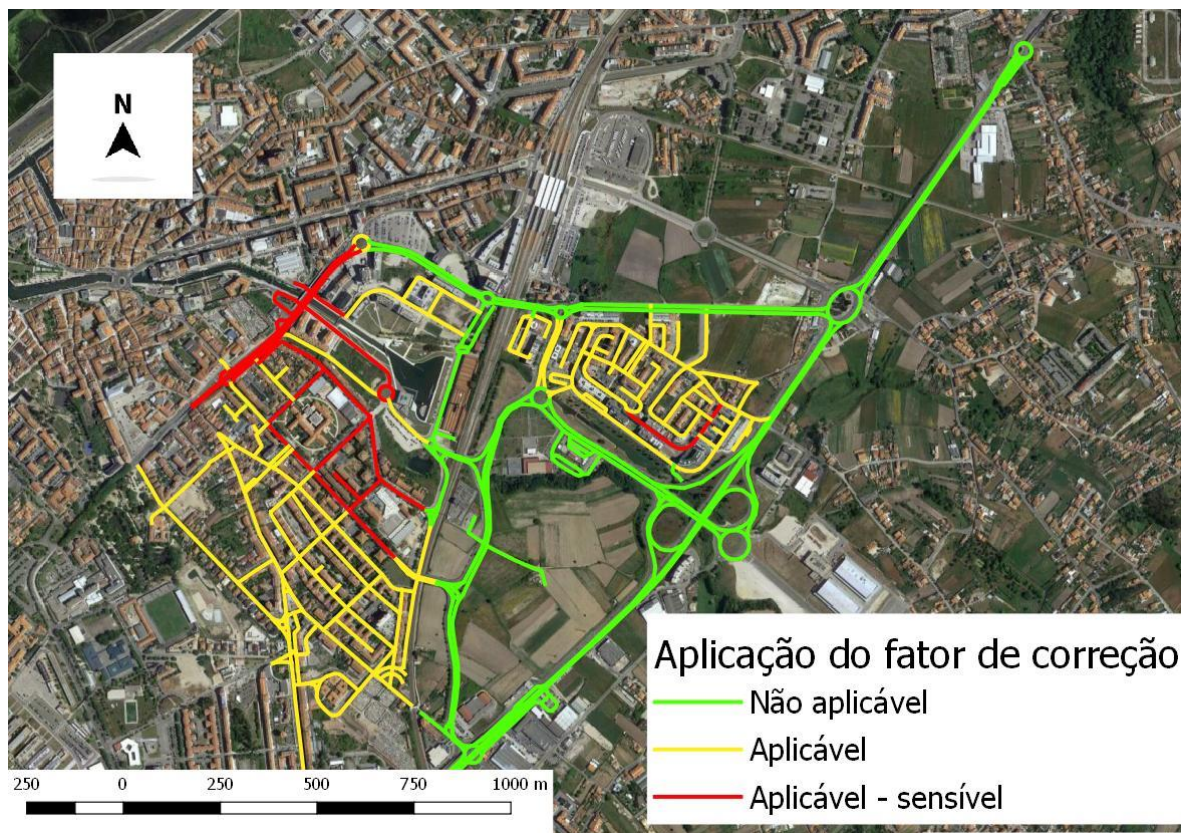 N
Aplicação do fator de correção
Não aplicável
Aplicável
Aplicável - sensível
250 0 250 500 750 1000 m